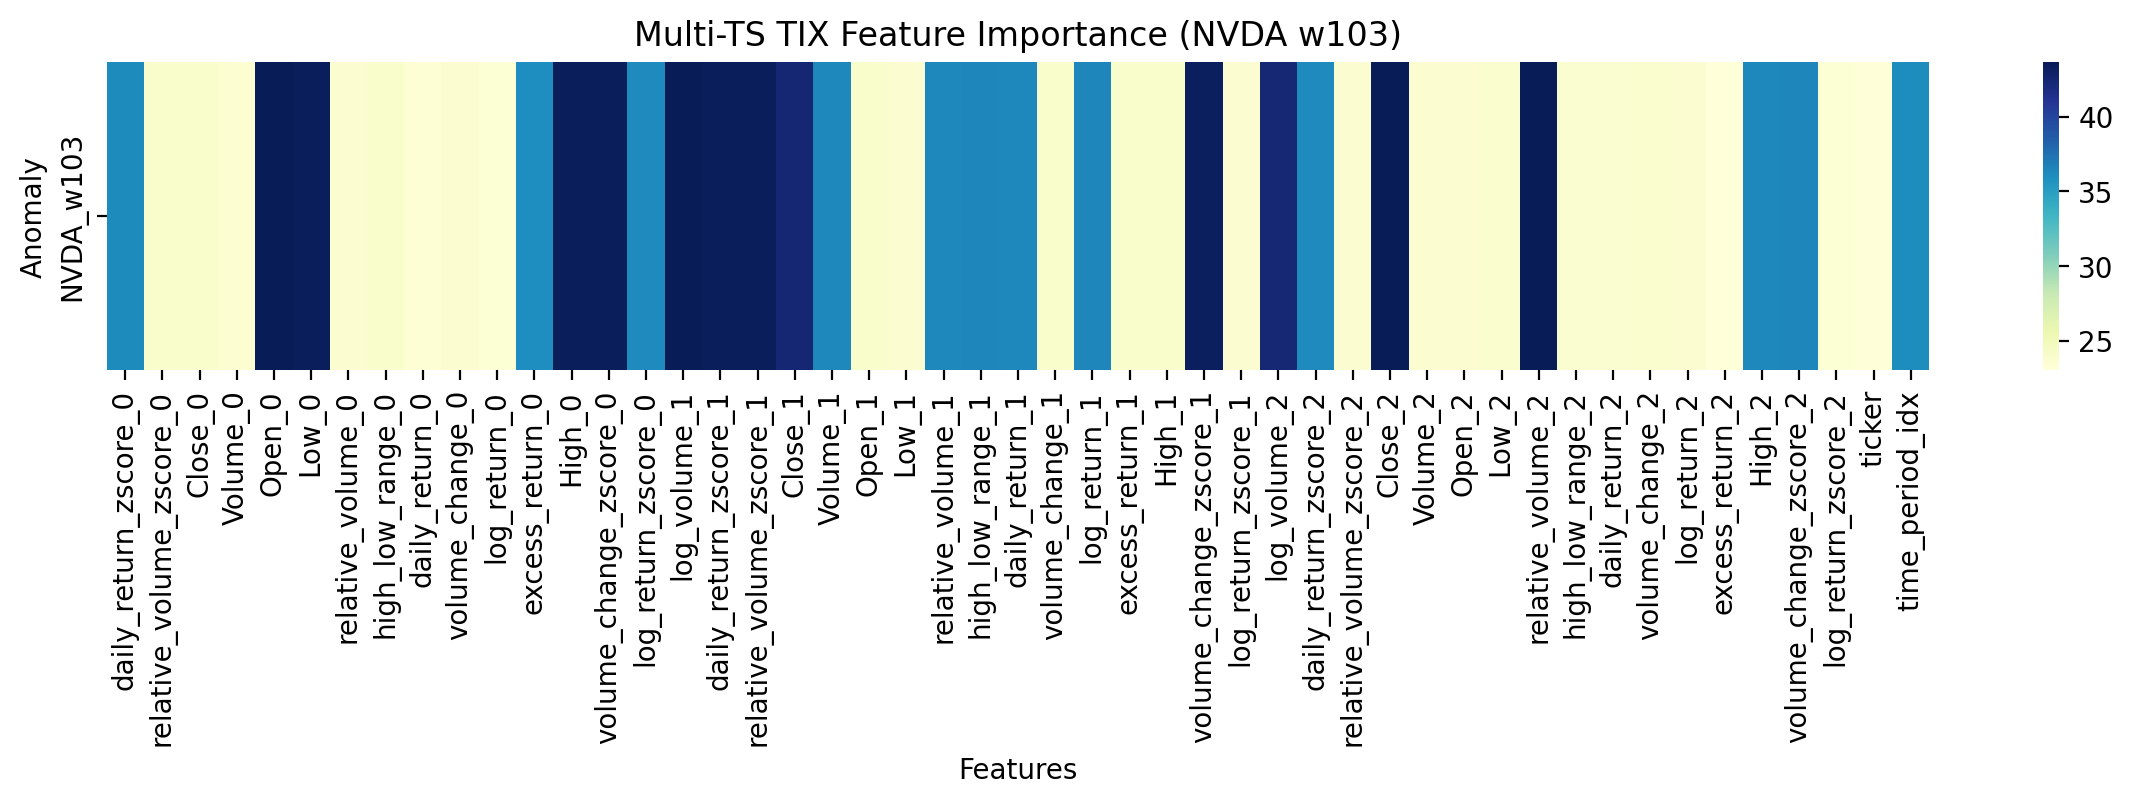 Multi-TS TIX Feature Importance (NVDA w103)
Anomaly
NVDA_w103
40
35
30
25
daily_return_zscore_0
relative_volume_zscore_0
Close_0
Volume_0
Open_0
Low_0
relative_volume_0
high_low_range_0
daily_return_0
volume_change_0
log_return_0
excess_return_0
High_0
volume_change_zscore_0
log_return_zscore_0
log_volume_1
daily_return_zscore_1
relative_volume_zscore_1
Close_1
Volume_1
Open_1
Low_1
relative_volume_1
high_low_range_1
daily_return_1
volume_change_1
log_return_1
excess_return_1
High_1
volume_change_zscore_1
log_return_zscore_1
log_volume_2
daily_return_zscore_2
relative_volume_zscore_2
Close_2
Volume_2
Open_2
Low_2
relative_volume_2
high_low_range_2
daily_return_2
volume_change_2
log_return_2
excess_return_2
High_2
volume_change_zscore_2
log_return_zscore_2
ticker
time_period_idx
Features